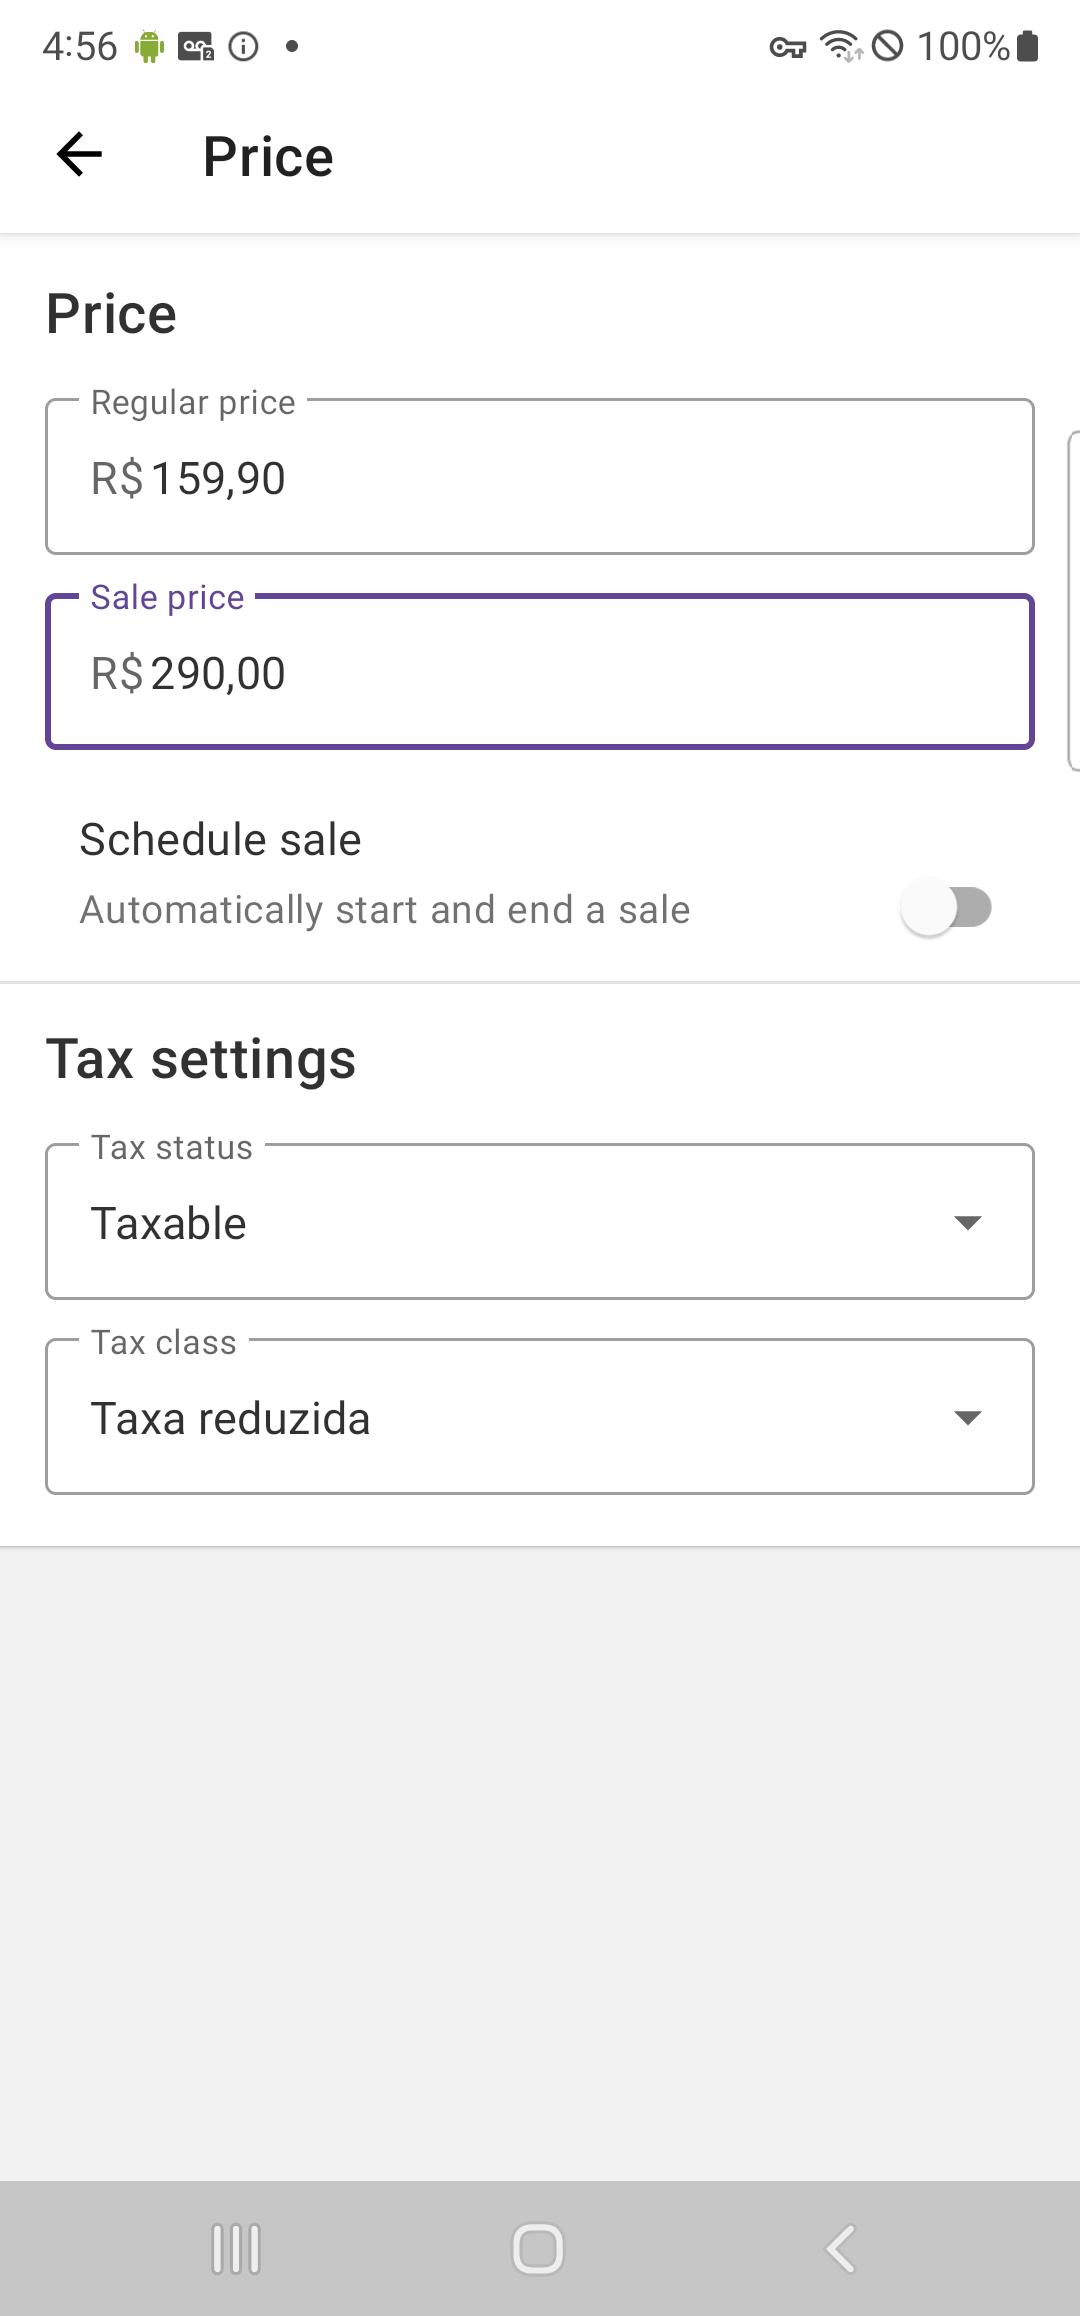 4:56
100%
Price
Price
Regular price
R$ 159,90
Sale price
R$ 290,00
Schedule sale
Automatically start and end a sale
Tax settings
Tax status
Taxable
Tax class
Taxa reduzida